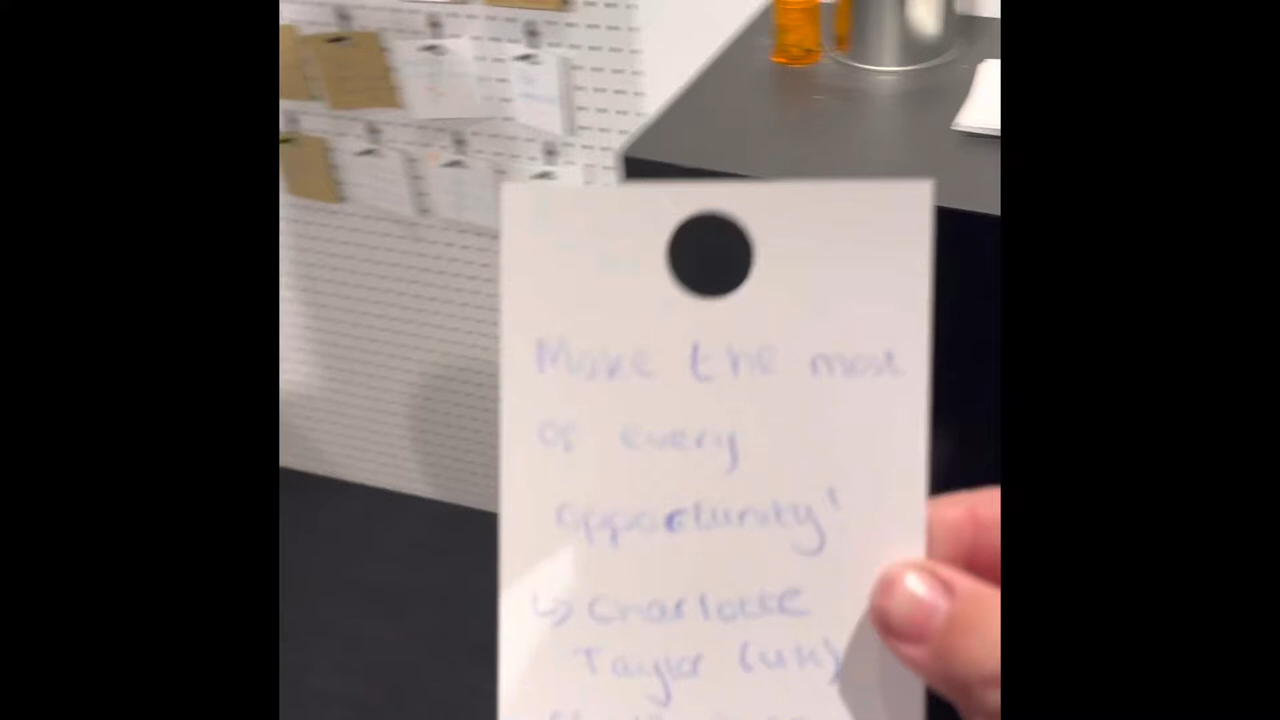 Make the most
of every
opportunity!
↳ Charlotte
Taylor (UK)